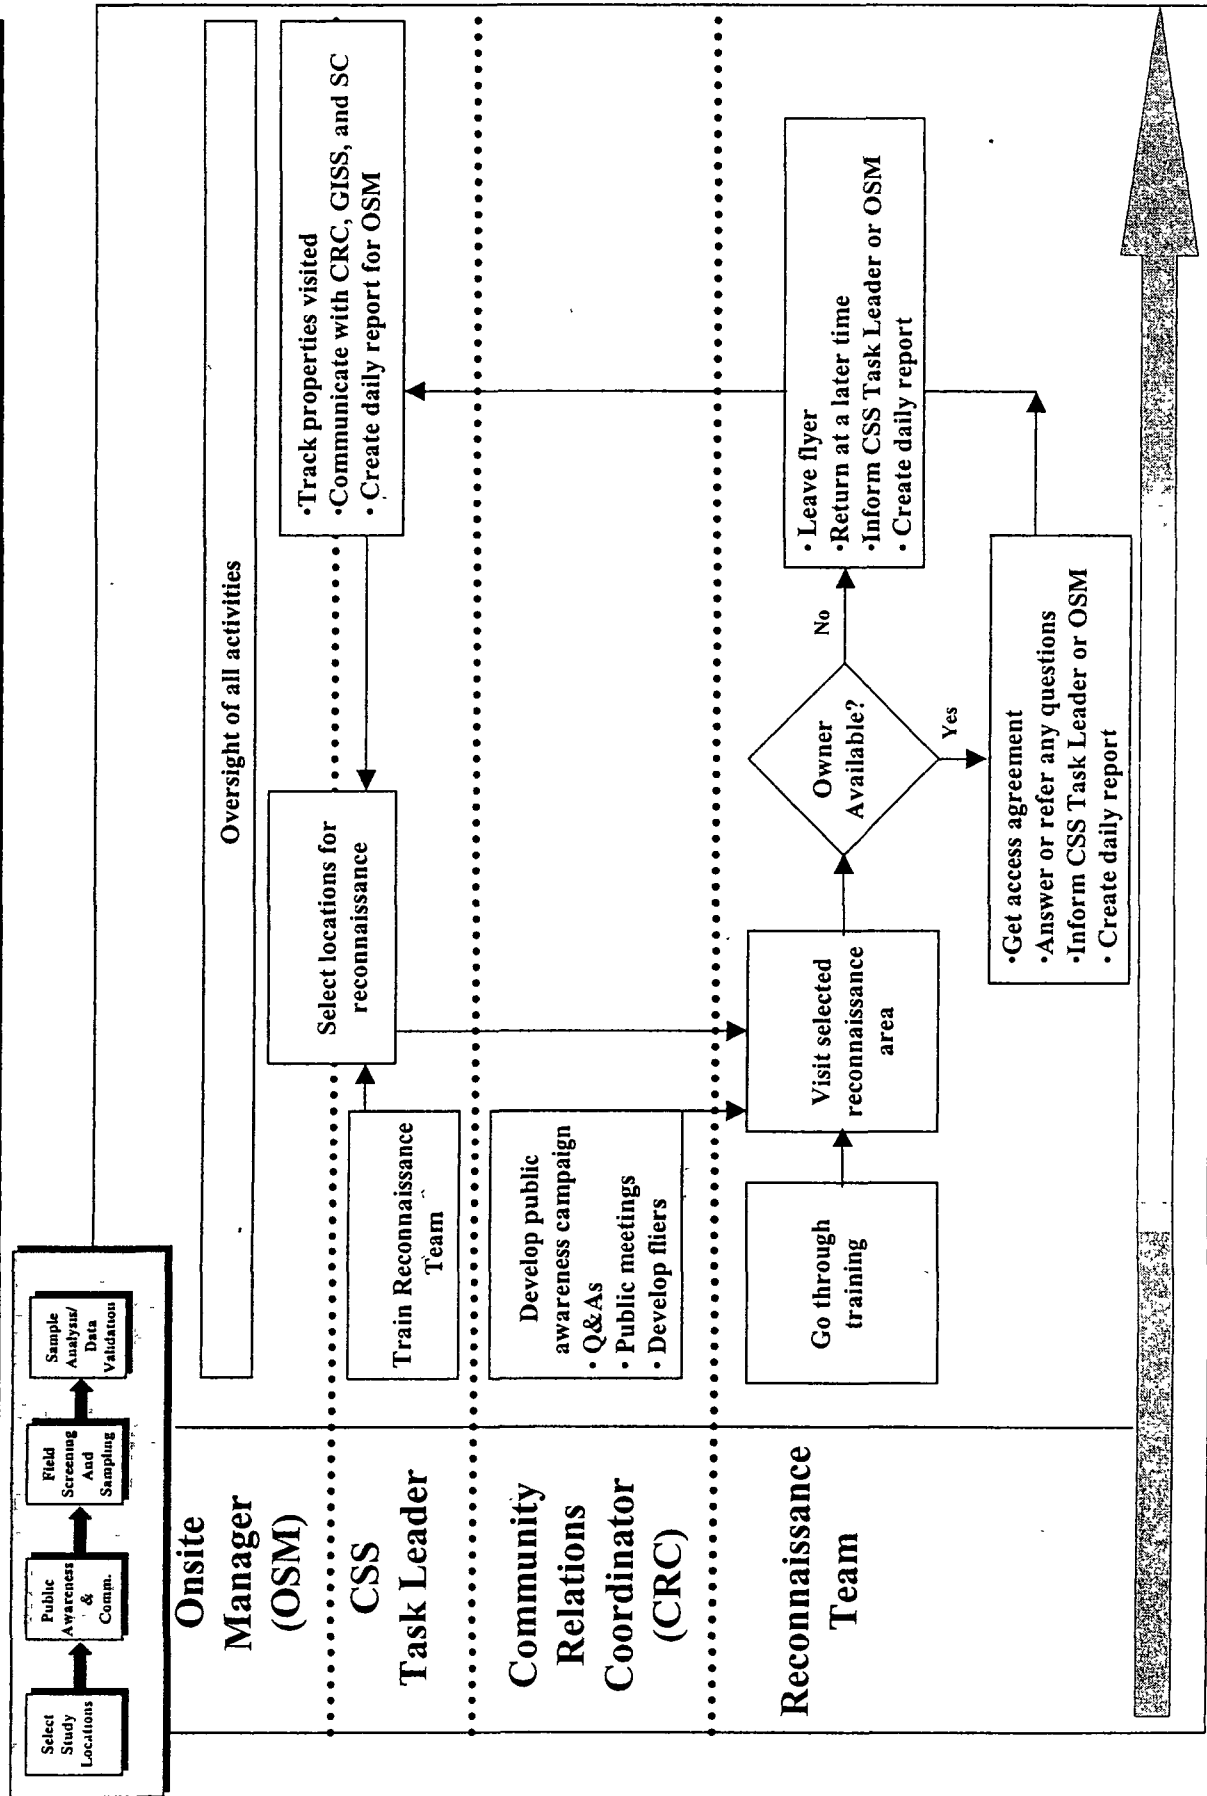 Select
Study
Locations
Public
Awareness
&
Comm.
Field
Screening
And
Sampling
Sample
Analysis/
Data
Validation
Onsite
Manager
(OSM)
Oversight of all activities
CSS
Task Leader
Train Reconnaissance
Team
Select locations for
reconnaissance
•Track properties visited
•Communicate with CRC, GISS, and SC
• Create daily report for OSM
Community
Relations
Coordinator
(CRC)
Develop public
awareness campaign
• Q&As
• Public meetings
• Develop fliers
Reconnaissance
Team
Go through
training
Visit selected
reconnaissance
area
Owner
Available?
No
Yes
• Leave flyer
•Return at a later time
•Inform CSS Task Leader or OSM
• Create daily report
•Get access agreement
•Answer or refer any questions
•Inform CSS Task Leader or OSM
• Create daily report